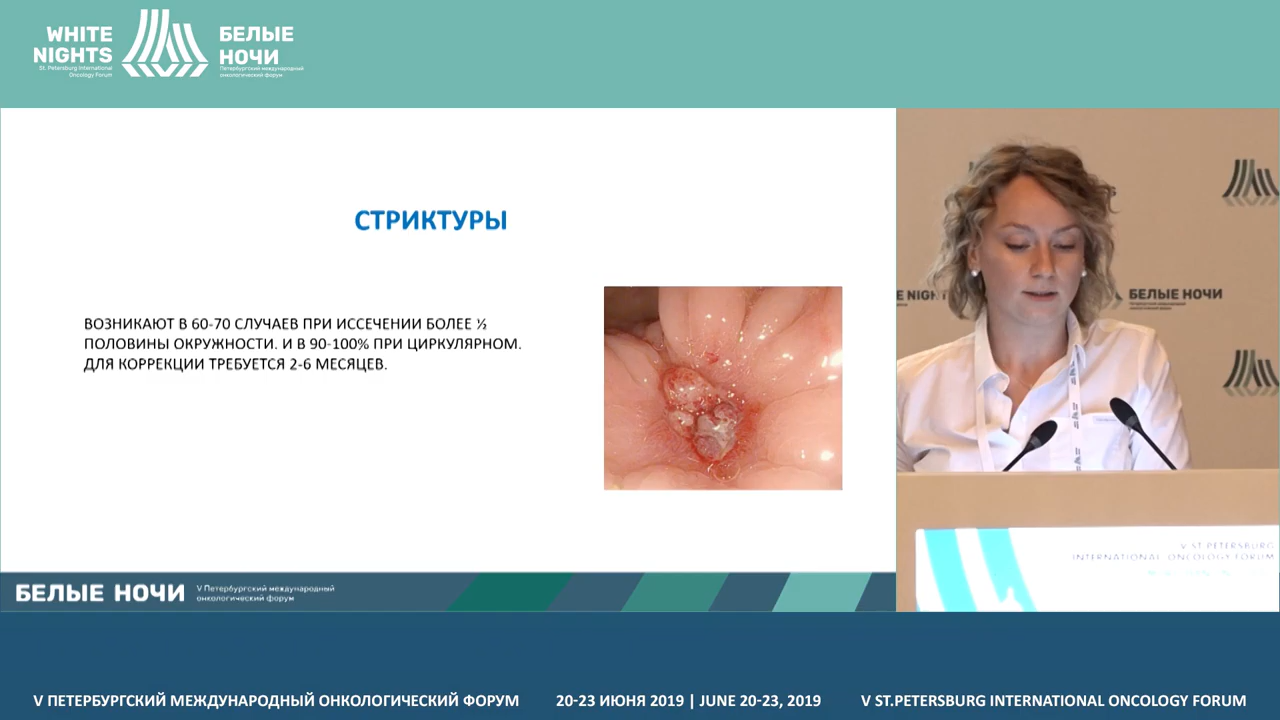 WHITE
NIGHTS
St. Petersburg International
Oncology Forum
БЕЛЫЕ
НОЧИ
Петербургский международный
онкологический форум
СТРИКТУРЫ
ВОЗНИКАЮТ В 60-70 СЛУЧАЕВ ПРИ ИССЕЧЕНИИ БОЛЕЕ ½
ПОЛОВИНЫ ОКРУЖНОСТИ. И В 90-100% ПРИ ЦИРКУЛЯРНОМ.
ДЛЯ КОРРЕКЦИИ ТРЕБУЕТСЯ 2-6 МЕСЯЦЕВ.
E NIGHT
БЕЛЫЕ НОЧИ
V ST.PETERSBURG
INTERNATIONAL ONCOLOGY FORUM
БЕЛЫЕ НОЧИ
V Петербургский международный
онкологический форум
V ПЕТЕРБУРГСКИЙ МЕЖДУНАРОДНЫЙ ОНКОЛОГИЧЕСКИЙ ФОРУМ
20-23 ИЮНЯ 2019 | JUNE 20-23, 2019
V ST.PETERSBURG INTERNATIONAL ONCOLOGY FORUM